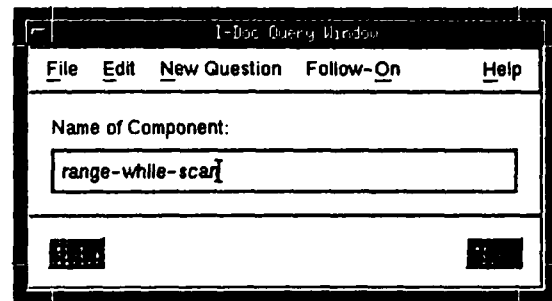 I-Doc Query Window
File Edit New Question Follow-On Help
Name of Component:
range-while-scan